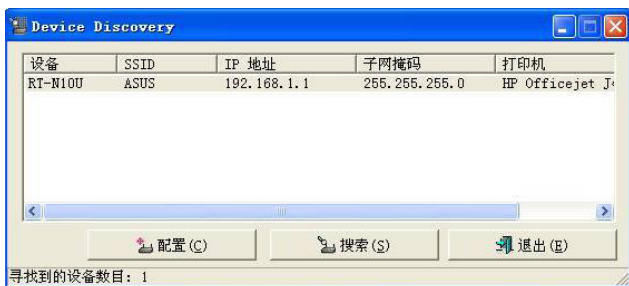 Device Discovery
设备 SSID IP 地址 子网掩码 打印机
RT-N10U ASUS 192.168.1.1 255.255.255.0 HP Officejet
配置(C) 搜索(S) 退出(E)
寻找到的设备数目: 1